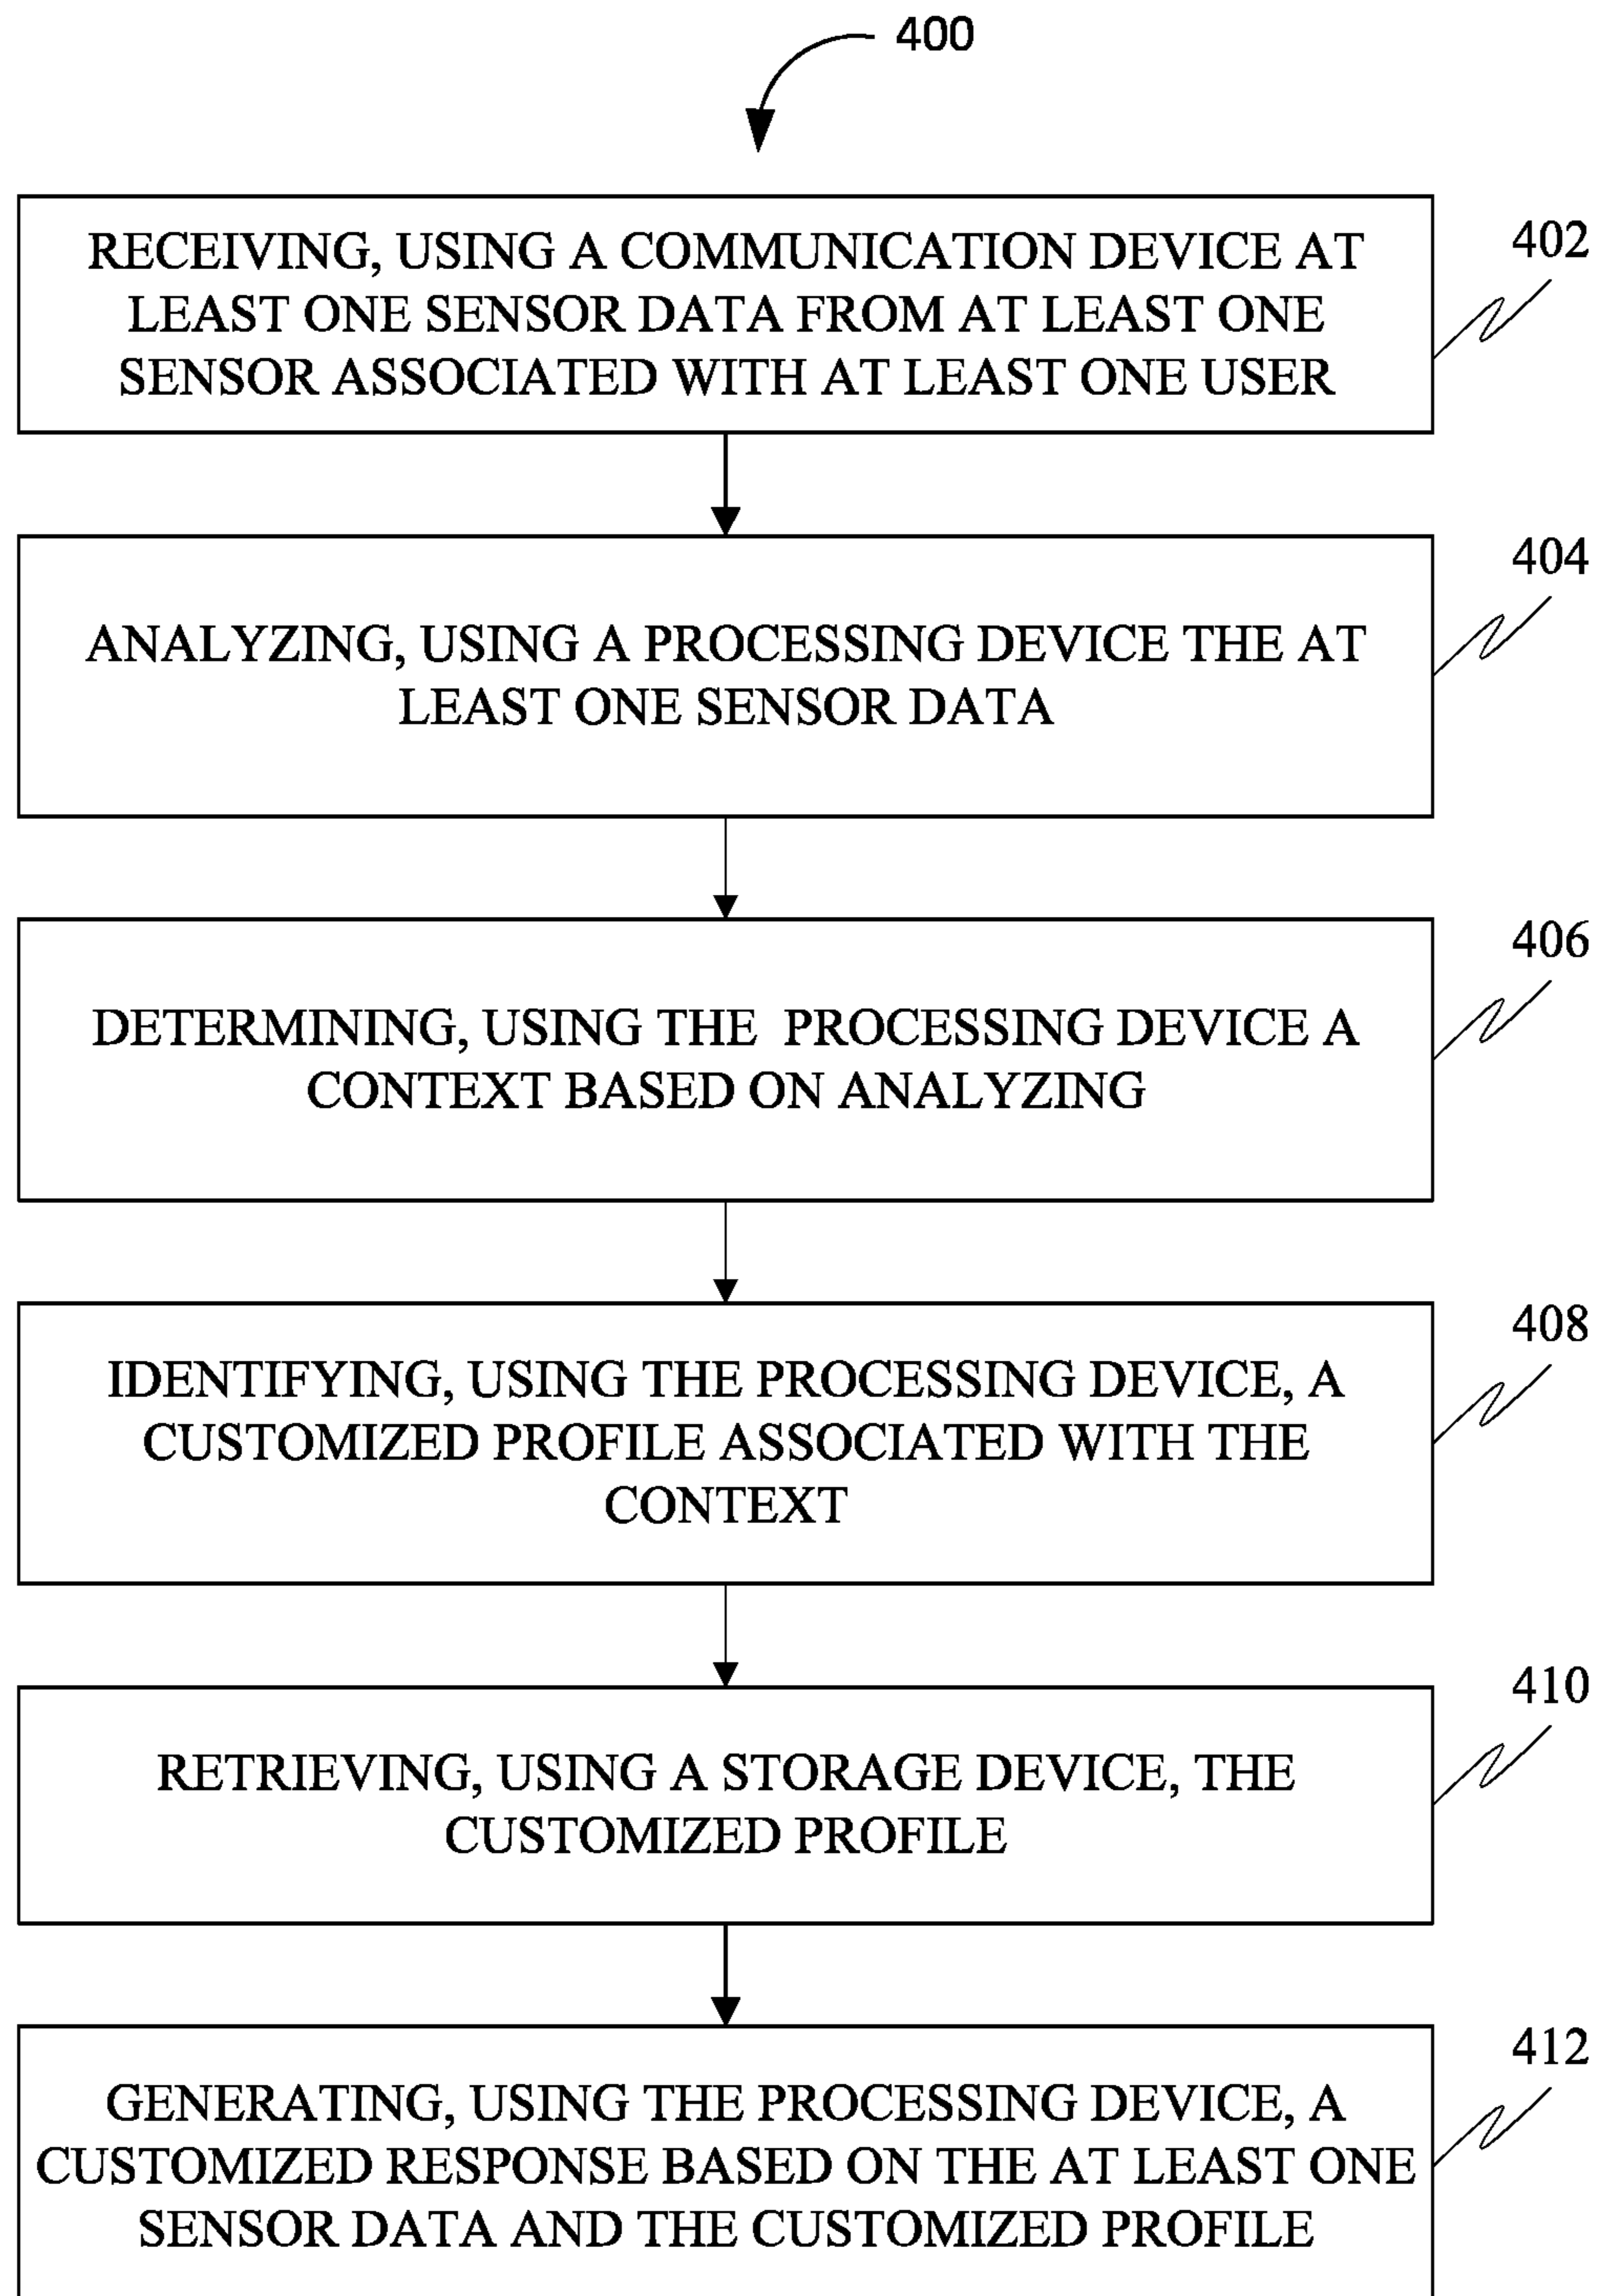 400
RECEIVING, USING A COMMUNICATION DEVICE AT
LEAST ONE SENSOR DATA FROM AT LEAST ONE
SENSOR ASSOCIATED WITH AT LEAST ONE USER
402
ANALYZING, USING A PROCESSING DEVICE THE AT
LEAST ONE SENSOR DATA
404
DETERMINING, USING THE PROCESSING DEVICE A
CONTEXT BASED ON ANALYZING
406
IDENTIFYING, USING THE PROCESSING DEVICE, A
CUSTOMIZED PROFILE ASSOCIATED WITH THE
CONTEXT
408
RETRIEVING, USING A STORAGE DEVICE, THE
CUSTOMIZED PROFILE
410
GENERATING, USING THE PROCESSING DEVICE, A
CUSTOMIZED RESPONSE BASED ON THE AT LEAST ONE
SENSOR DATA AND THE CUSTOMIZED PROFILE
412